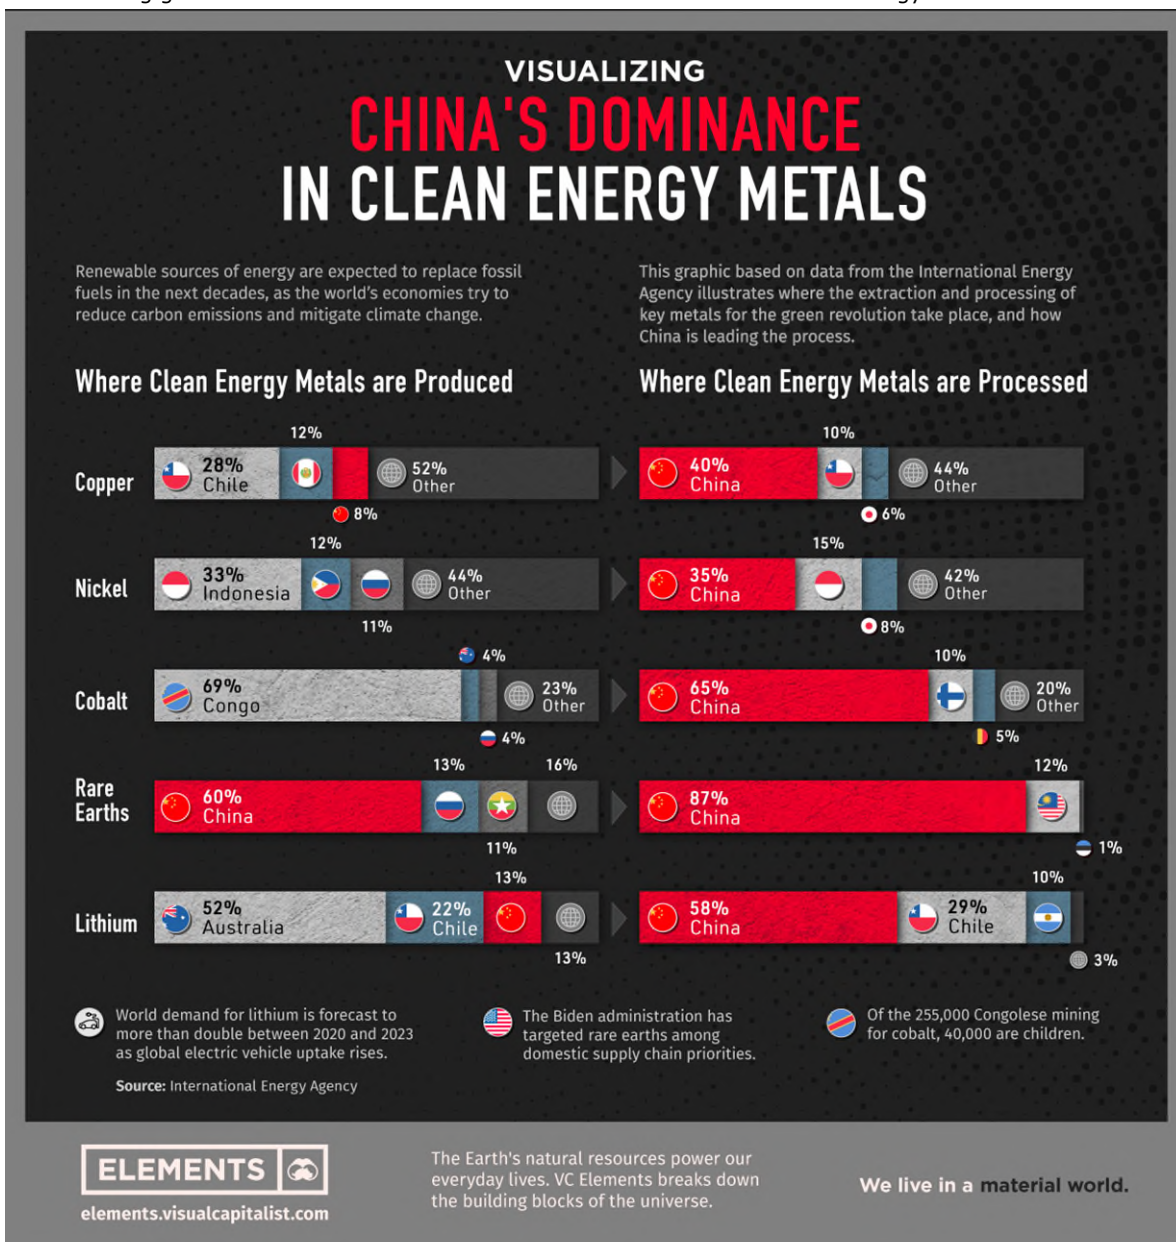 VISUALIZING
CHINA'S DOMINANCE
IN CLEAN ENERGY METALS
Renewable sources of energy are expected to replace fossil
fuels in the next decades, as the world's economies try to
reduce carbon emissions and mitigate climate change.
This graphic based on data from the International Energy
Agency illustrates where the extraction and processing of
key metals for the green revolution take place, and how
China is leading the process.
Where Clean Energy Metals are Produced
Where Clean Energy Metals are Processed
Copper
28%
Chile
12%
8%
52%
Other
40%
China
10%
6%
44%
Other
Nickel
33%
Indonesia
12%
11%
44%
Other
35%
China
15%
8%
42%
Other
Cobalt
69%
Congo
4%
4%
23%
Other
65%
China
10%
5%
20%
Other
Rare
Earths
60%
China
13%
11%
16%
87%
China
12%
1%
Lithium
52%
Australia
22%
Chile
13%
13%
58%
China
29%
Chile
10%
3%
World demand for lithium is forecast to
more than double between 2020 and 2023
as global electric vehicle uptake rises.
The Biden administration has
targeted rare earths among
domestic supply chain priorities.
Of the 255,000 Congolese mining
for cobalt, 40,000 are children.
Source: International Energy Agency
ELEMENTS
elements.visualcapitalist.com
The Earth's natural resources power our
everyday lives. VC Elements breaks down
the building blocks of the universe.
We live in a material world.